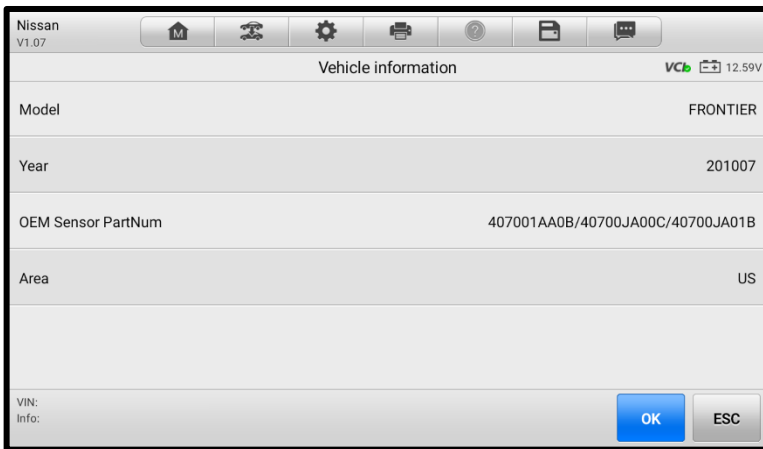 Nissan
V1.07
M
Vehicle information
VCI 12.59V
Model FRONTIER
Year 201007
OEM Sensor PartNum 407001AA0B/40700JA00C/40700JA01B
Area US
VIN:
Info:
OK ESC